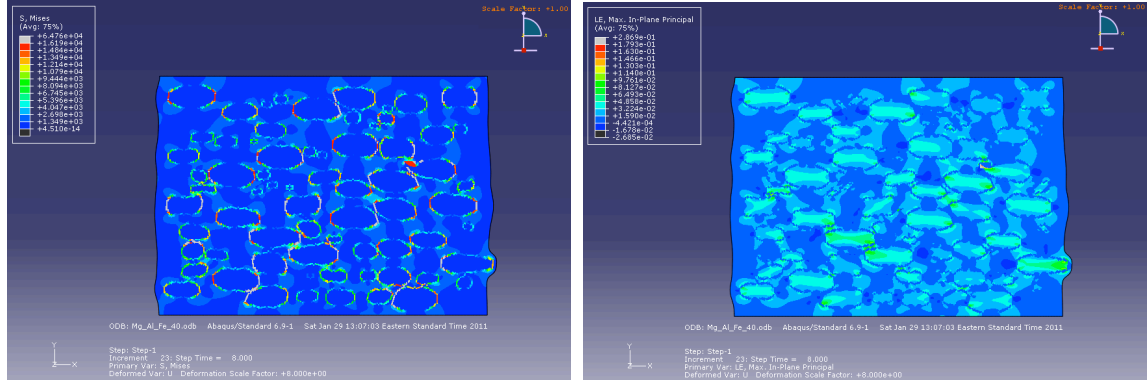 Scale Factor: +1.00
S, Mises
(Avg: 75%)
+6.476e+04
+1.619e+04
+1.484e+04
+1.349e+04
+1.214e+04
+1.079e+04
+9.444e+03
+8.094e+03
+6.745e+03
+5.396e+03
+4.047e+03
+2.698e+03
+1.349e+03
+4.510e-14
ODB: Mg_Al_Fe_40.odb Abaqus/Standard 6.9-1 Sat Jan 29 13:07:03 Eastern Standard Time 2011
Y
X
Step: Step-1
Increment 23: Step Time = 8.000
Primary Var: S, Mises
Deformed Var: U Deformation Scale Factor: +8.000e+00
Scale Factor: +1.00
LE, Max. In-Plane Principal
(Avg: 75%)
+2.869e-01
+1.793e-01
+1.630e-01
+1.466e-01
+1.303e-01
+1.140e-01
+9.761e-02
+8.127e-02
+6.493e-02
+4.858e-02
+3.224e-02
+1.590e-02
-4.421e-04
-1.678e-02
-2.685e-02
ODB: Mg_Al_Fe_40.odb Abaqus/Standard 6.9-1 Sat Jan 29 13:07:03 Eastern Standard Time 2011
Y
X
Step: Step-1
Increment 23: Step Time = 8.000
Primary Var: LE, Max. In-Plane Principal
Deformed Var: U Deformation Scale Factor: +8.000e+00